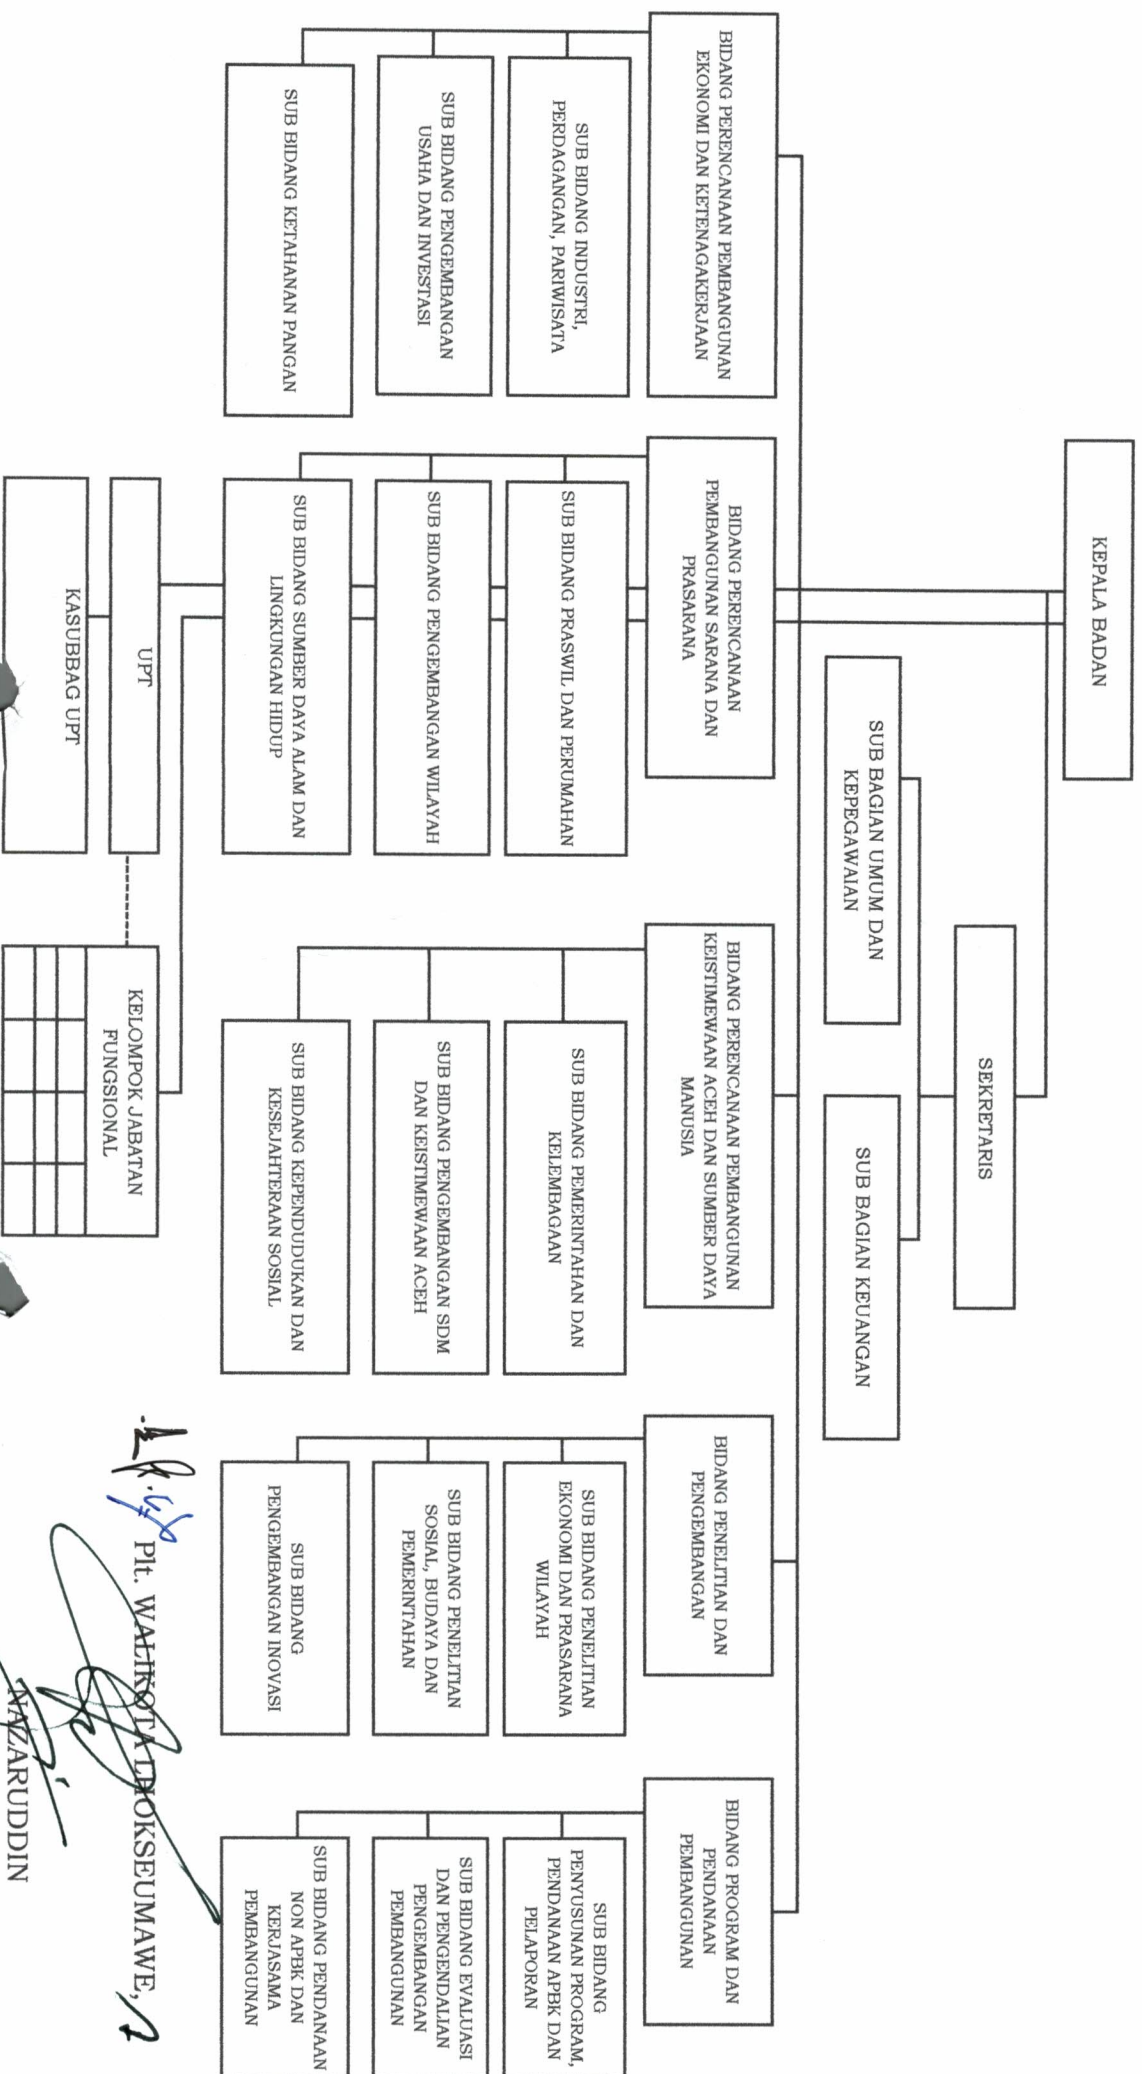 KEPALA BADAN
SEKRETARIS
SUB BAGIAN UMUM DAN
KEPEGAWAIAN
SUB BAGIAN KEUANGAN
BIDANG PERENCANAAN PEMBANGUNAN
EKONOMI DAN KETENAGAKERJAAN
SUB BIDANG INDUSTRI,
PERDAGANGAN, PARIWISATA
SUB BIDANG PENGEMBANGAN
USAHA DAN INVESTASI
SUB BIDANG KETAHANAN PANGAN
BIDANG PERENCANAAN
PEMBANGUNAN SARANA DAN
PRASARANA
SUB BIDANG PRASWIL DAN PERUMAHAN
SUB BIDANG PENGEMBANGAN WILAYAH
SUB BIDANG SUMBER DAYA ALAM DAN
LINGKUNGAN HIDUP
BIDANG PERENCANAAN PEMBANGUNAN
KEISTIMEWAAN ACEH DAN SUMBER DAYA
MANUSIA
SUB BIDANG PEMERINTAHAN DAN
KELEMBAGAAN
SUB BIDANG PENGEMBANGAN SDM
DAN KEISTIMEWAAN ACEH
SUB BIDANG KEPENDUDUKAN DAN
KESEJAHTERAAN SOSIAL
BIDANG PENELITIAN DAN
PENGEMBANGAN
SUB BIDANG PENELITIAN
EKONOMI DAN PRASARANA
WILAYAH
SUB BIDANG PENELITIAN
SOSIAL, BUDAYA DAN
PEMERINTAHAN
SUB BIDANG
PENGEMBANGAN INOVASI
BIDANG PROGRAM DAN
PENDANAAN
PEMBANGUNAN
SUB BIDANG
PENYUSUNAN PROGRAM,
PENDANAAN APBK DAN
PELAPORAN
SUB BIDANG EVALUASI
DAN PENGENDALIAN
PENGEMBANGAN
PEMBANGUNAN
SUB BIDANG PENDANAAN
NON APBK DAN
KERJASAMA
PEMBANGUNAN
UPT
KASUBBAG UPT
KELOMPOK JABATAN
FUNGSIONAL
Plt. WALIKOTA LHOKSEUMAWE,
NAZARUDDIN